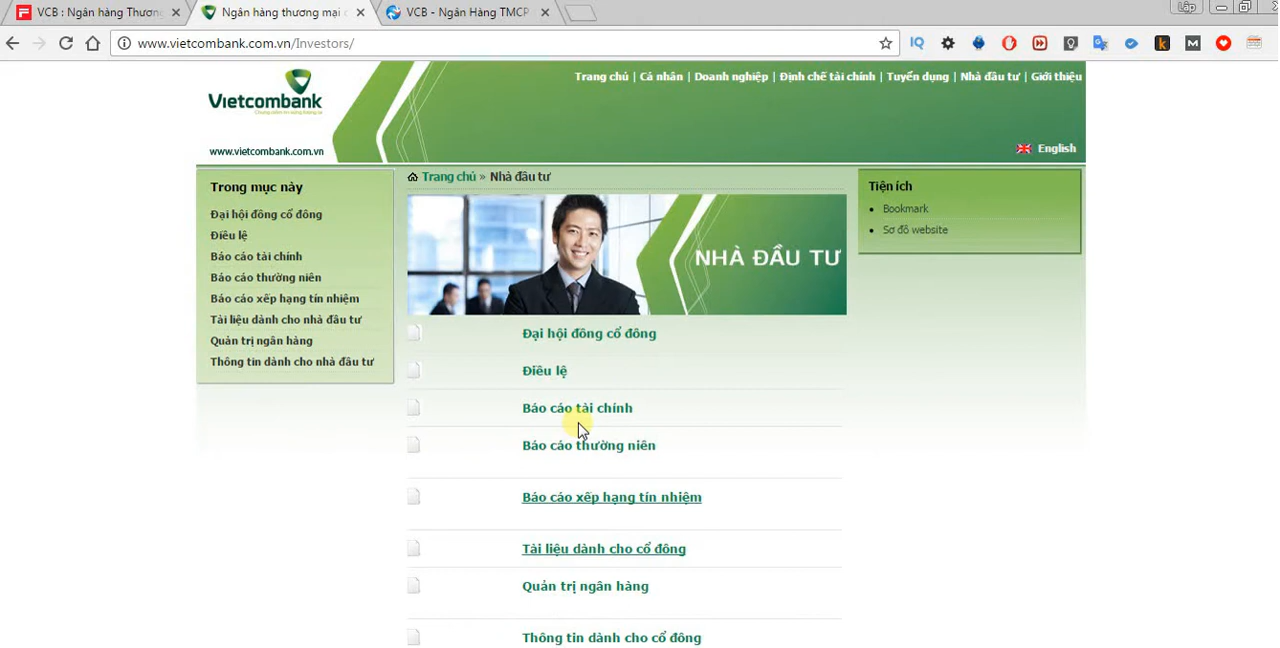 VCB : Ngân hàng Thương
Ngân hàng thương mại
VCB - Ngân Hàng TMCP
Lập
www.vietcombank.com.vn/Investors/
Vietcombank
www.vietcombank.com.vn
Trang chủ | Cá nhân | Doanh nghiệp | Định chế tài chính | Tuyển dụng | Nhà đầu tư | Giới thiệu
English
Trong mục này
Đại hội đồng cổ đông
Điều lệ
Báo cáo tài chính
Báo cáo thường niên
Báo cáo xếp hạng tín nhiệm
Tài liệu dành cho nhà đầu tư
Quản trị ngân hàng
Thông tin dành cho nhà đầu tư
Trang chủ » Nhà đầu tư
NHÀ ĐẦU TƯ
Đại hội đồng cổ đông
Điều lệ
Báo cáo tài chính
Báo cáo thường niên
Báo cáo xếp hạng tín nhiệm
Tài liệu dành cho cổ đông
Quản trị ngân hàng
Thông tin dành cho cổ đông
Tiện ích
Bookmark
Sơ đồ website